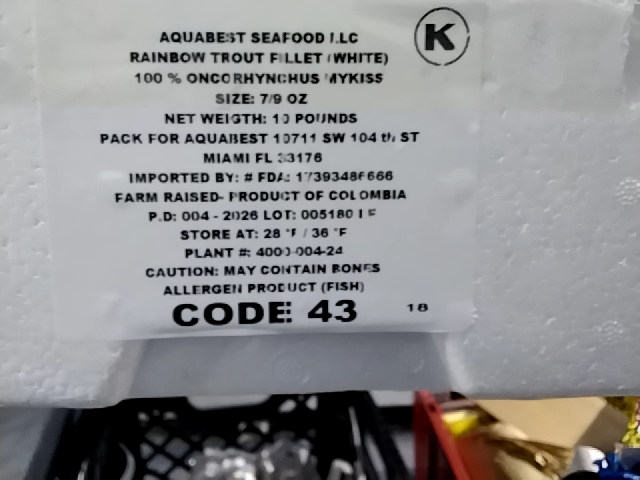 K
AQUABEST SEAFOOD LLC
RAINBOW TROUT FILLET (WHITE)
100 % ONCORHYNCHUS MYKISS
SIZE: 7/9 OZ
NET WEIGTH: 10 POUNDS
PACK FOR AQUABEST 10711 SW 104 th ST
MIAMI FL 33176
IMPORTED BY: # FDA: 17393486666
FARM RAISED- PRODUCT OF COLOMBIA
P.D: 004 - 2026 LOT: 005180
STORE AT: 28 °F / 36 °F
PLANT #: 4000-004-24
CAUTION: MAY CONTAIN BONES
ALLERGEN PRODUCT (FISH)
CODE: 43 18